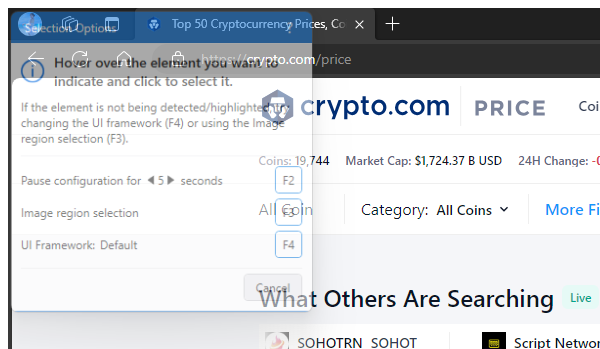 Selection Options
?
Top 50 Cryptocurrency Prices, Co
https://crypto.com/price
Hover over the element you want to
indicate and click to select it.
If the element is not being detected/highlighted, try
changing the UI framework (F4) or using the Image
region selection (F3).
Pause configuration for 5 seconds
F2
Image region selection
F3
UI Framework: Default
F4
Cancel
crypto.com
PRICE
Coi
Coins: 19,744
Market Cap: $1,724.37 B USD
24H Change: -0
All Coin
Category: All Coins
More Fi
What Others Are Searching
Live
SOHOTRN SOHOT
Script Networ